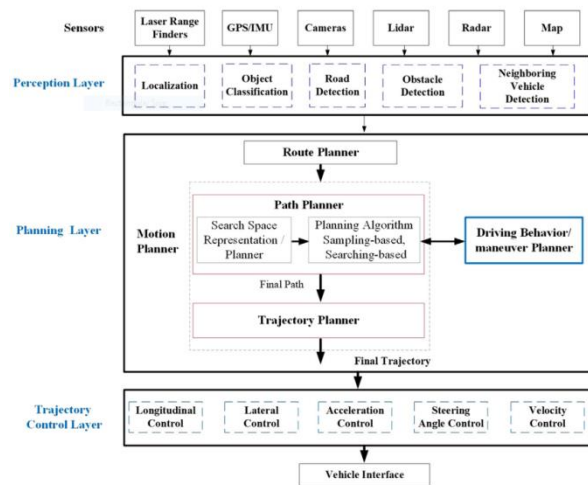 Sensors
Laser Range
Finders
GPS/IMU
Cameras
Lidar
Radar
Map
Perception Layer
Localization
Object
Classification
Road
Detection
Obstacle
Detection
Neighboring
Vehicle
Detection
Planning Layer
Route Planner
Motion
Planner
Path Planner
Search Space
Representation /
Planner
Planning Algorithm
Sampling-based,
Searching-based
Driving Behavior/
maneuver Planner
Final Path
Trajectory Planner
Final Trajectory
Trajectory
Control Layer
Longitudinal
Control
Lateral
Control
Acceleration
Control
Steering
Angle Control
Velocity
Control
Vehicle Interface